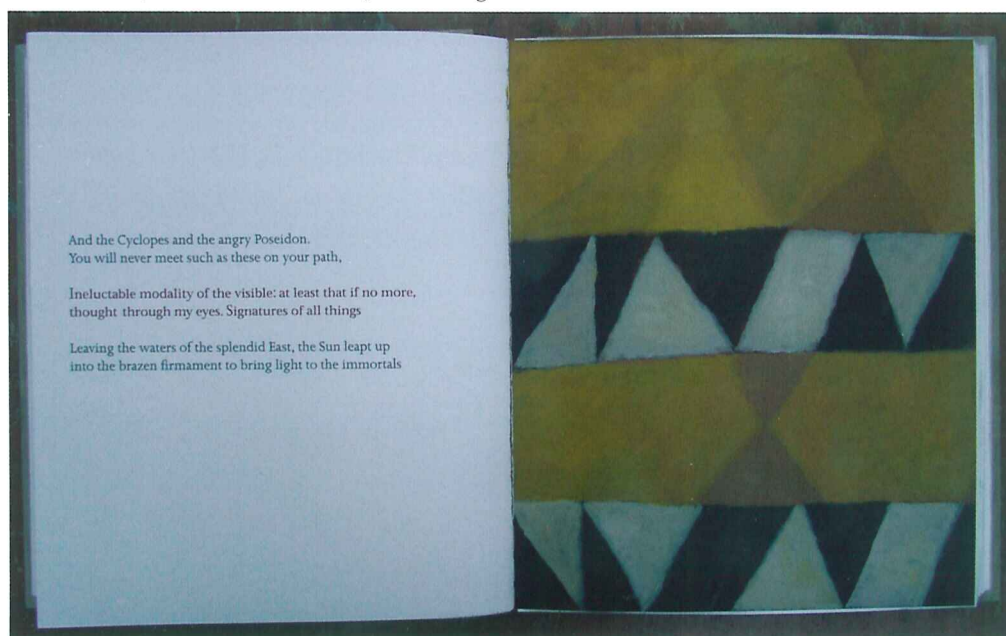 And the Cyclopes and the angry Poseidon.
You will never meet such as these on your path,
Ineluctable modality of the visible: at least that if no more,
thought through my eyes. Signatures of all things
Leaving the waters of the splendid East, the Sun leapt up
into the brazen firmament to bring light to the immortals